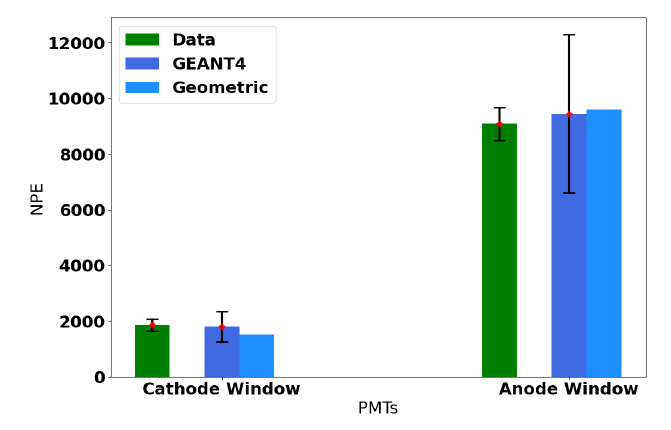 12000
10000
8000
6000
4000
2000
0
NPE
Data
GEANT4
Geometric
Cathode Window
Anode Window
PMTs